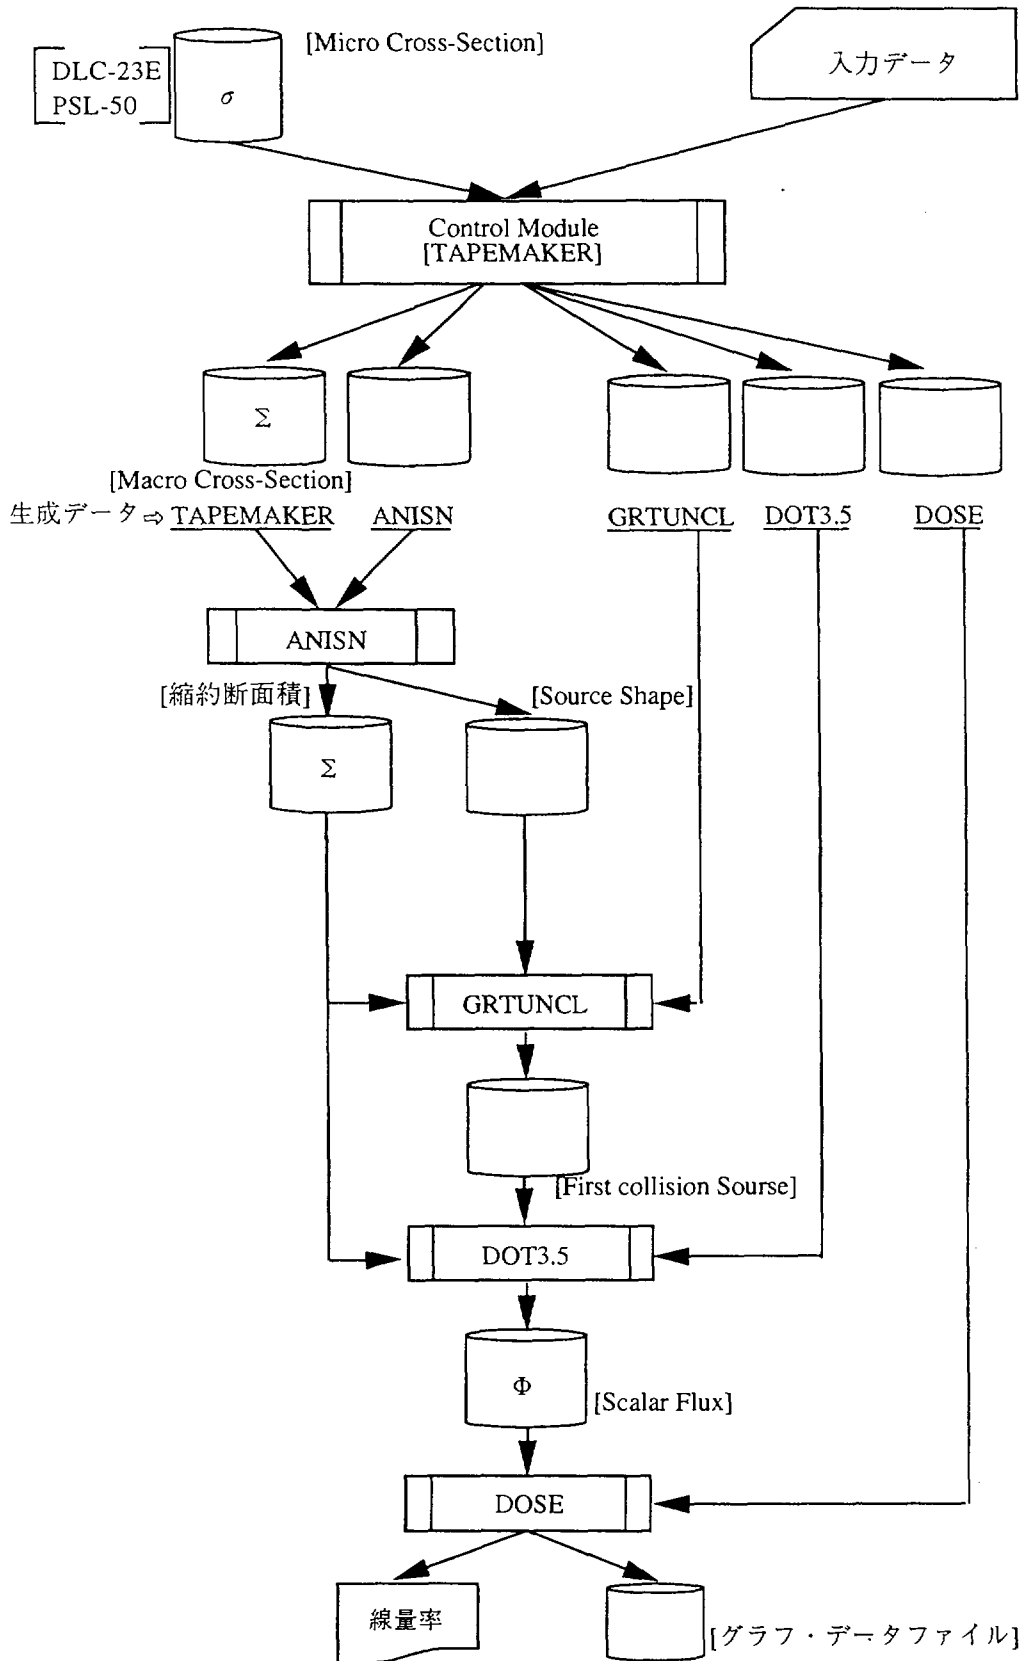 [Micro Cross-Section]
DLC-23E
PSL-50
σ
入力データ
Control Module
[TAPEMAKER]
Σ
[Macro Cross-Section]
生成データ⇨ TAPEMAKER ANISN GRTUNCL DOT3.5 DOSE
ANISN
[縮約断面積]
[Source Shape]
Σ
GRTUNCL
[First collision Sourse]
DOT3.5
Φ
[Scalar Flux]
DOSE
線量率
[グラフ・データファイル]